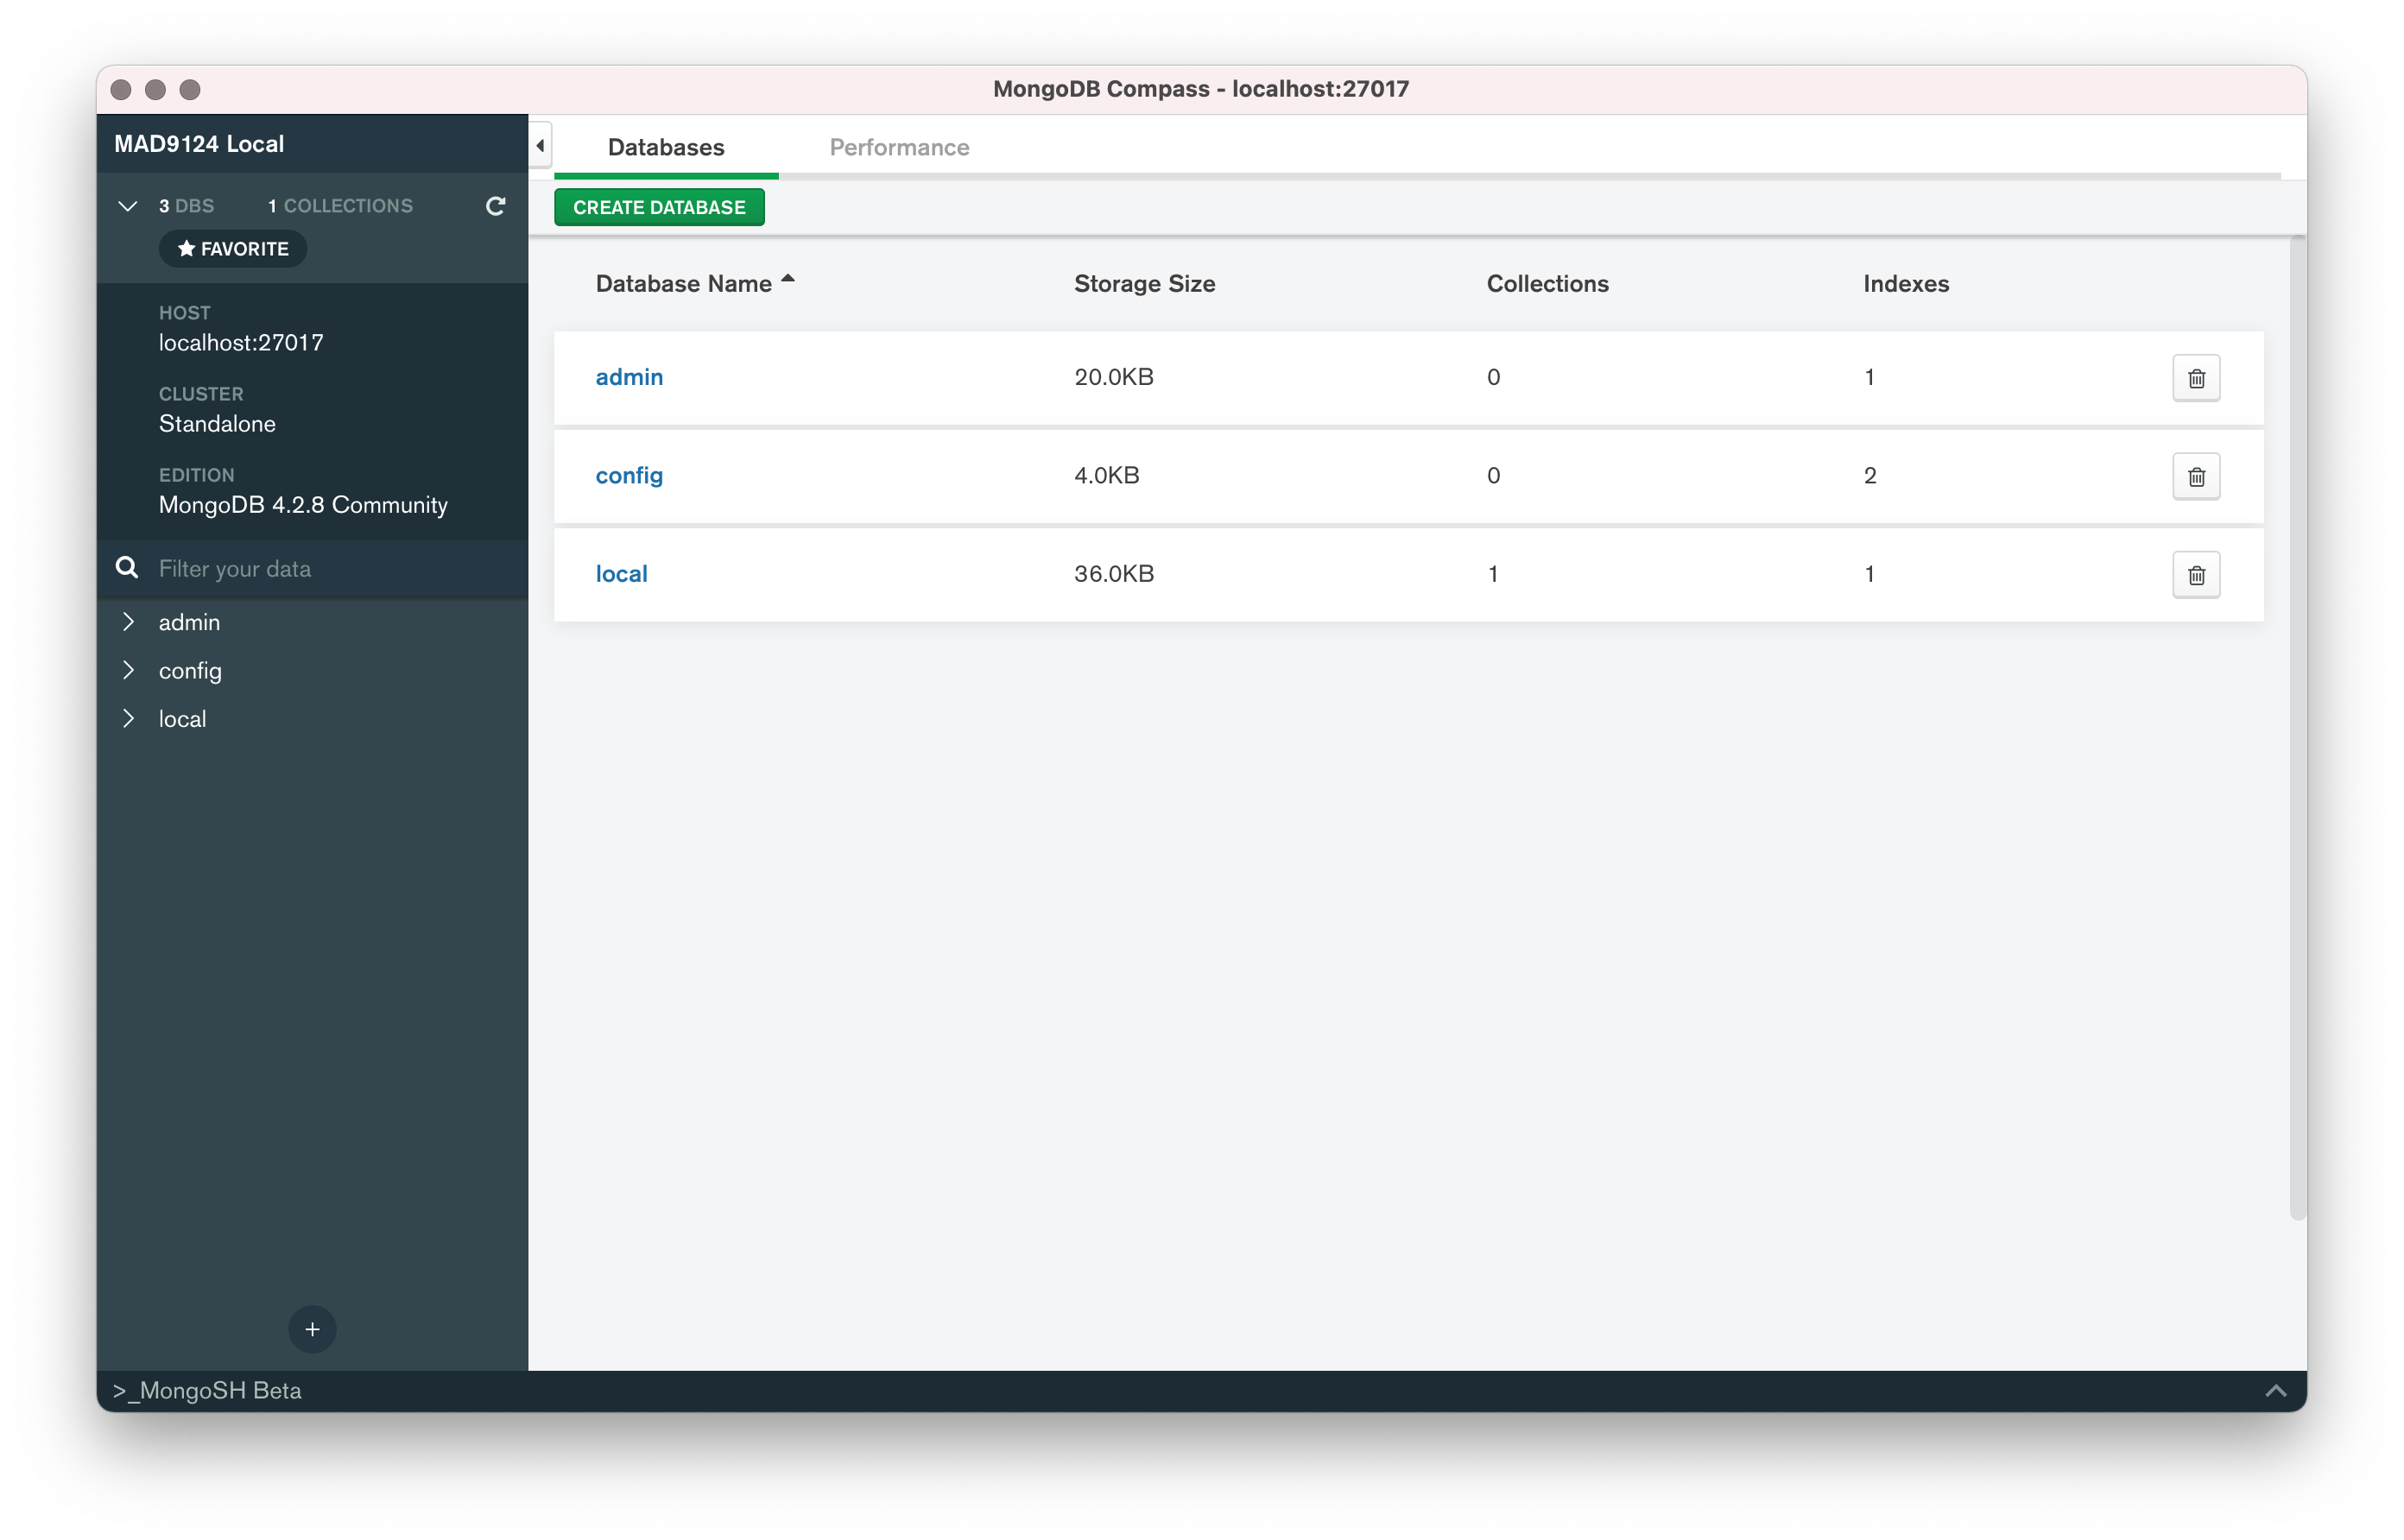 MongoDB Compass - localhost:27017
MAD9124 Local
3 DBS 1 COLLECTIONS
FAVORITE
HOST
localhost:27017
CLUSTER
Standalone
EDITION
MongoDB 4.2.8 Community
Filter your data
admin
config
local
Databases Performance
CREATE DATABASE
Database Name Storage Size Collections Indexes
admin 20.0KB 0 1
config 4.0KB 0 2
local 36.0KB 1 1
+
>_MongoSH Beta